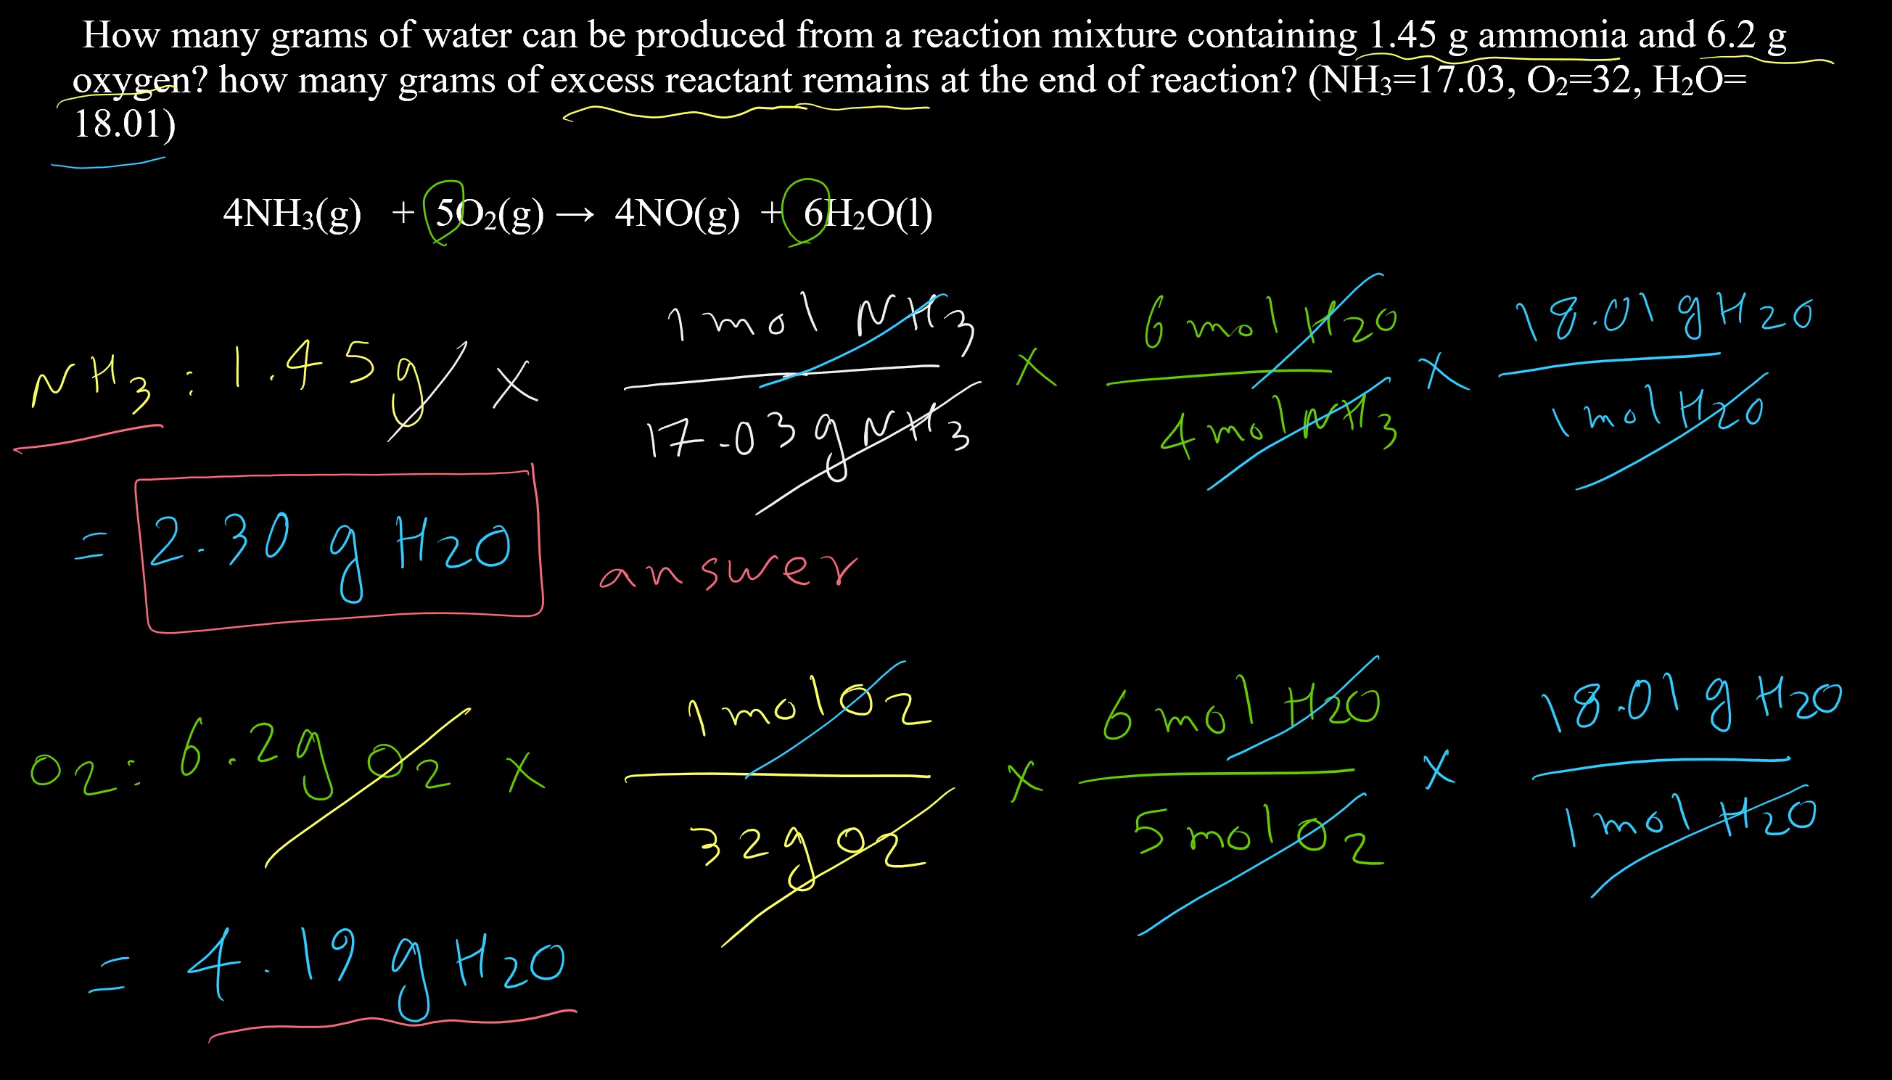 How many grams of water can be produced from a reaction mixture containing 1.45 g ammonia and 6.2 g
oxygen? how many grams of excess reactant remains at the end of reaction? (NH3=17.03, O2=32, H2O=
18.01)
4NH3(g) + 5O2(g) → 4NO(g) + 6H2O(l)
NH3 : 1.45g × 1 mol NH3 / 17.03 g NH3 × 6 mol H2O / 4 mol NH3 × 18.01 g H2O / 1 mol H2O
= 2.30 g H2O answer
O2: 6.2g O2 × 1 mol O2 / 32 g O2 × 6 mol H2O / 5 mol O2 × 18.01 g H2O / 1 mol H2O
= 4.19 g H2O